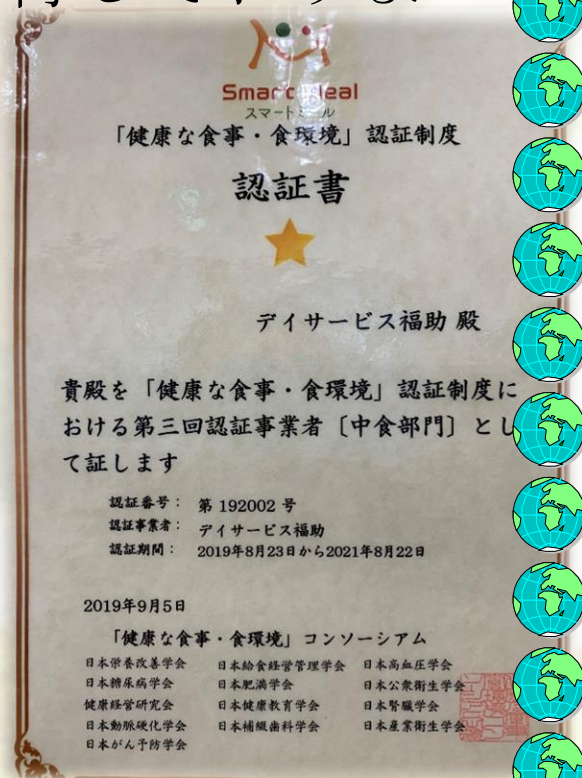 Smart Meal
スマートミール
「健康な食事・食環境」認証制度
認証書
デイサービス福助 殿
貴殿を「健康な食事・食環境」認証制度に
おける第三回認証事業者〔中食部門〕とし
て証します
認証番号： 第 192002 号
認証事業者： デイサービス福助
認証期間： 2019年8月23日から2021年8月22日
2019年9月5日
「健康な食事・食環境」コンソーシアム
日本栄養改善学会 日本給食経営管理学会 日本高血圧学会
日本糖尿病学会 日本肥満学会 日本公衆衛生学会
健康経営研究会 日本健康教育学会 日本腎臓学会
日本動脈硬化学会 日本補綴歯科学会 日本産業衛生学会
日本がん予防学会